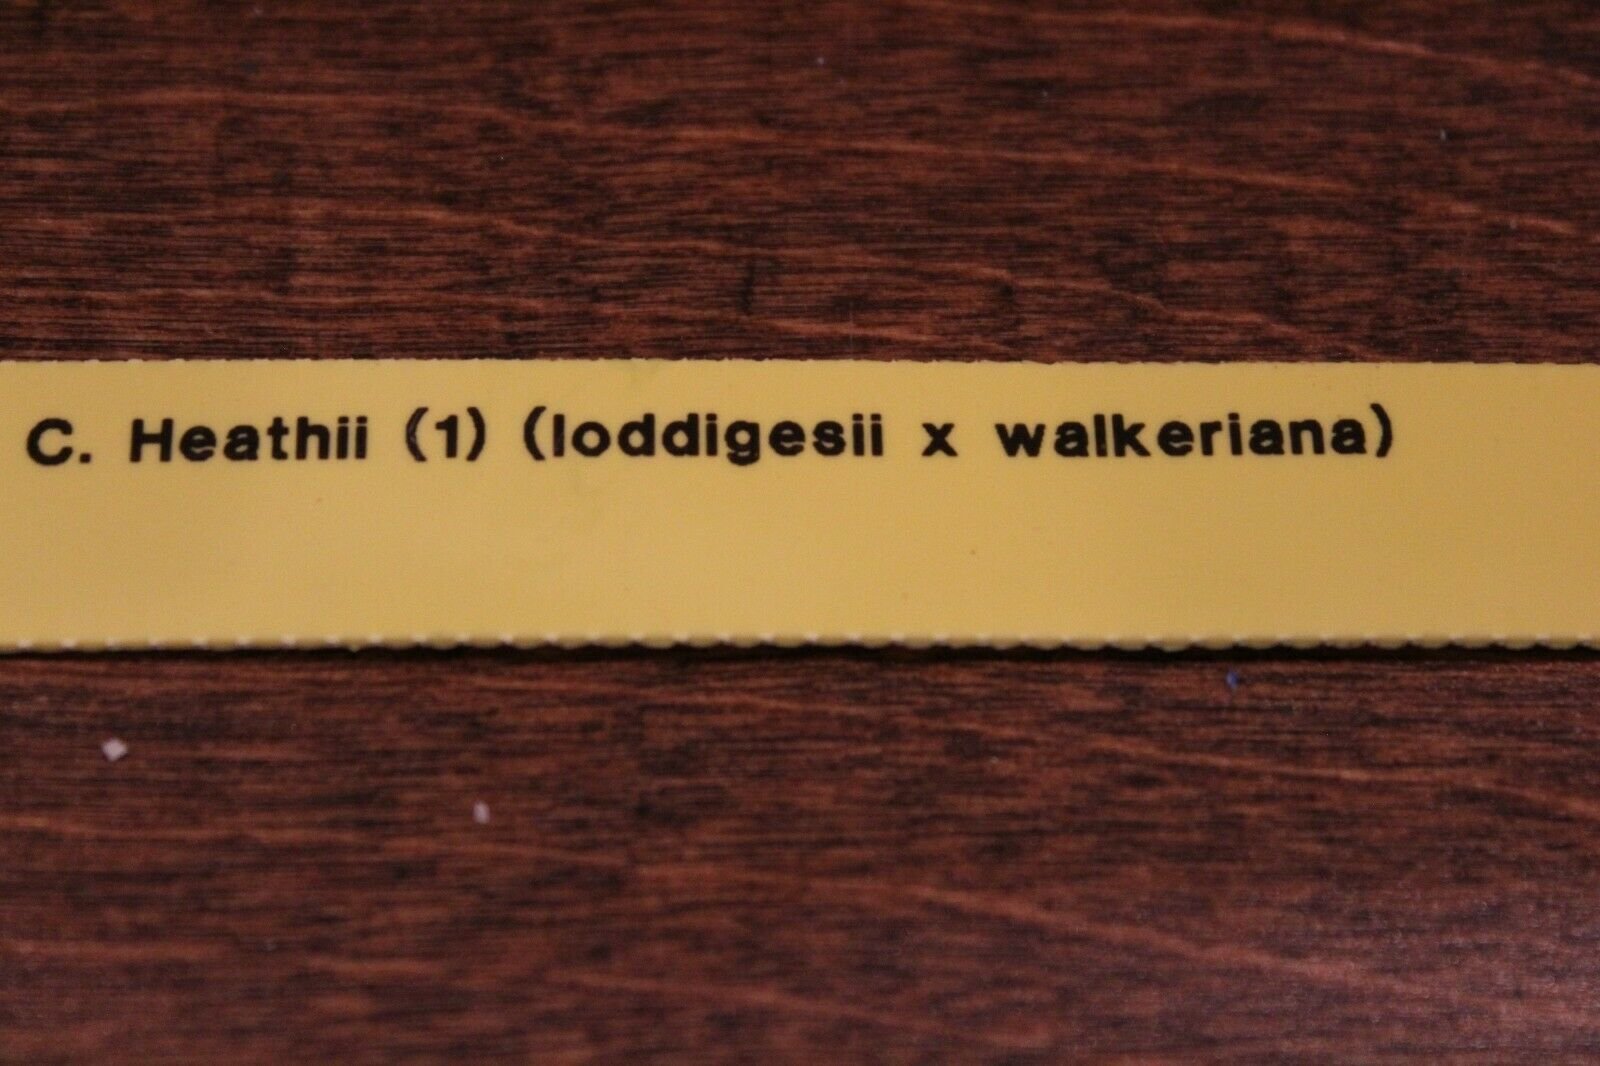 C. Heathii (1) (loddigesii x walkeriana)